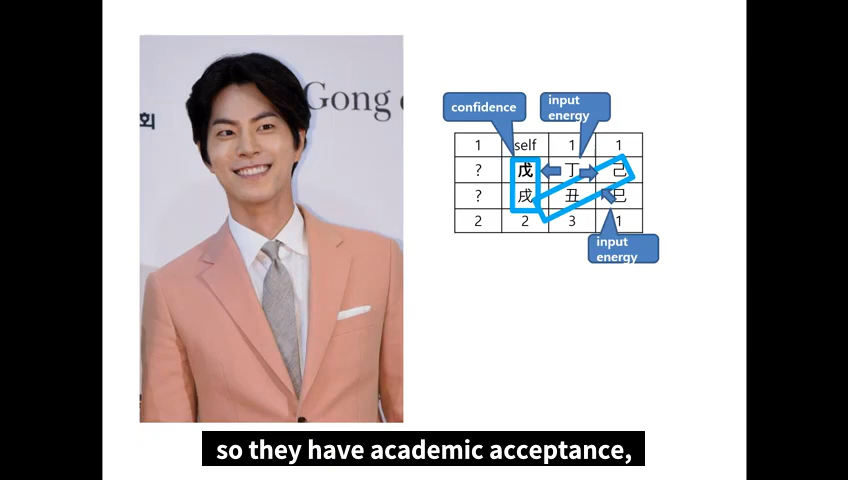 회
Gong
confidence
input
energy
1 self 1 1
? 戊 丁 己
? 戌 丑 巳
2 2 3 1
input
energy
so they have academic acceptance,